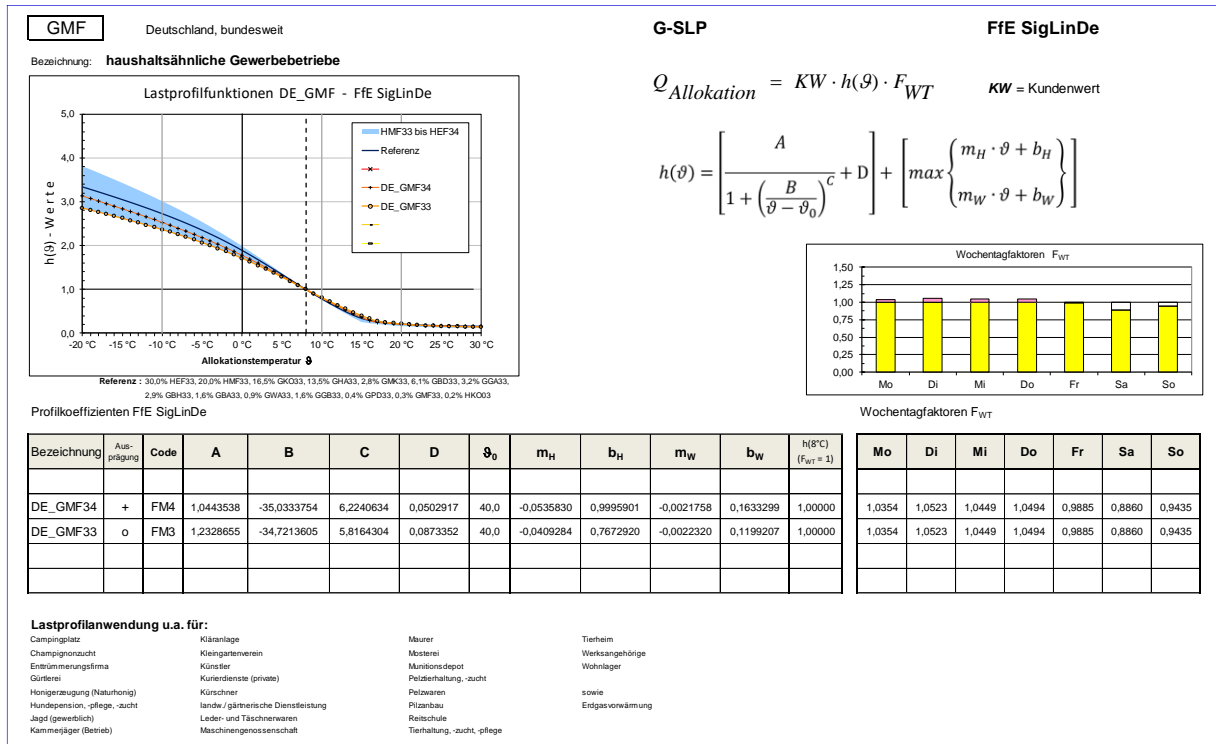 GMF Deutschland, bundesweit G-SLP FfE SigLinDe
Bezeichnung: haushaltsähnliche Gewerbebetriebe
Lastprofilfunktionen DE_GMF - FfE SigLinDe
h(ϑ) - Werte
5,0
4,0
3,0
2,0
1,0
0,0
-20 °C -15 °C -10 °C -5 °C 0 °C 5 °C 10 °C 15 °C 20 °C 25 °C 30 °C
Allokationstemperatur ϑ
HMF33 bis HEF34
Referenz
DE_GMF34
DE_GMF33
Referenz : 30,0% HEF33, 20,0% HMF33, 16,5% GKO33, 13,5% GHA33, 2,8% GMK33, 6,1% GBD33, 3,2% GGA33,
2,9% GBH33, 1,6% GBA33, 0,9% GWA33, 1,6% GGB33, 0,4% GPD33, 0,3% GMF33, 0,2% HKO03
Q_Allokation = KW · h(ϑ) · F_WT KW = Kundenwert
h(ϑ) = [ A / (1 + (B / (ϑ − ϑ_0))^C) + D ] + [ max { m_H · ϑ + b_H ; m_W · ϑ + b_W } ]
Wochentagfaktoren F_WT
1,50
1,25
1,00
0,75
0,50
0,25
0,00
Mo Di Mi Do Fr Sa So
Profilkoeffizienten FfE SigLinDe
Bezeichnung Aus-prägung Code A B C D ϑ_0 m_H b_H m_W b_W h(8°C) (F_WT = 1)
DE_GMF34 + FM4 1,0443538 -35,0333754 6,2240634 0,0502917 40,0 -0,0535830 0,9995901 -0,0021758 0,1633299 1,00000
DE_GMF33 o FM3 1,2328655 -34,7213605 5,8164304 0,0873352 40,0 -0,0409284 0,7672920 -0,0022320 0,1199207 1,00000
Wochentagfaktoren F_WT
Mo Di Mi Do Fr Sa So
1,0354 1,0523 1,0449 1,0494 0,9885 0,8860 0,9435
1,0354 1,0523 1,0449 1,0494 0,9885 0,8860 0,9435
Lastprofilanwendung u.a. für:
Campingplatz
Champignonzucht
Enttrümmerungsfirma
Gürtlerei
Honigerzeugung (Naturhonig)
Hundepension, -pflege, -zucht
Jagd (gewerblich)
Kammerjäger (Betrieb)
Kläranlage
Kleingartenverein
Künstler
Kurierdienste (private)
Kürschner
landw./ gärtnerische Dienstleistung
Leder- und Täschnerwaren
Maschinengenossenschaft
Maurer
Mosterei
Munitionsdepot
Pelztierhaltung, -zucht
Pelzwaren
Pilzanbau
Reitschule
Tierhaltung, -zucht, -pflege
Tierheim
Werksangehörige
Wohnlager
sowie
Erdgasvorwärmung